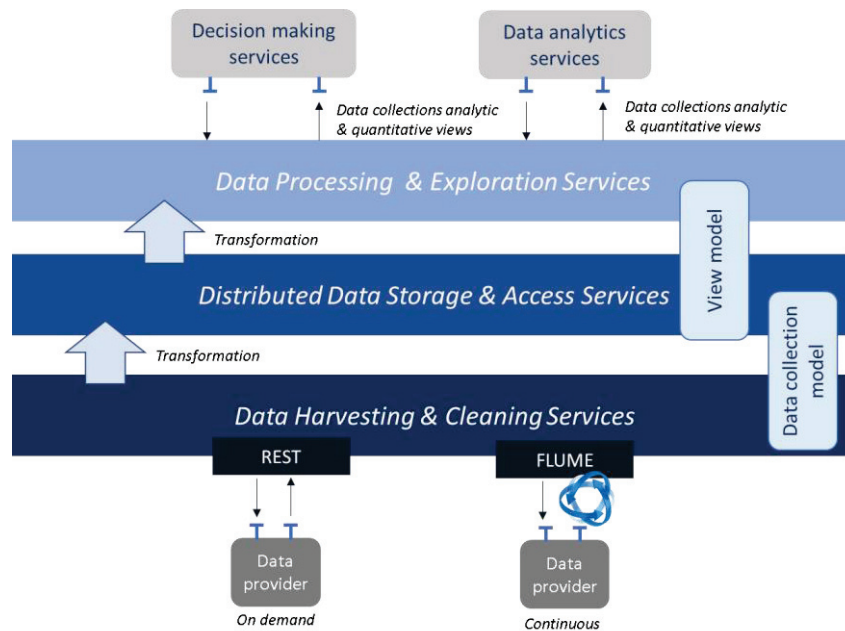 Decision making
services
Data analytics
services
Data collections analytic
& quantitative views
Data collections analytic
& quantitative views
Data Processing & Exploration Services
Transformation
View model
Distributed Data Storage & Access Services
Transformation
Data collection
model
Data Harvesting & Cleaning Services
REST
FLUME
Data
provider
Data
provider
On demand
Continuous